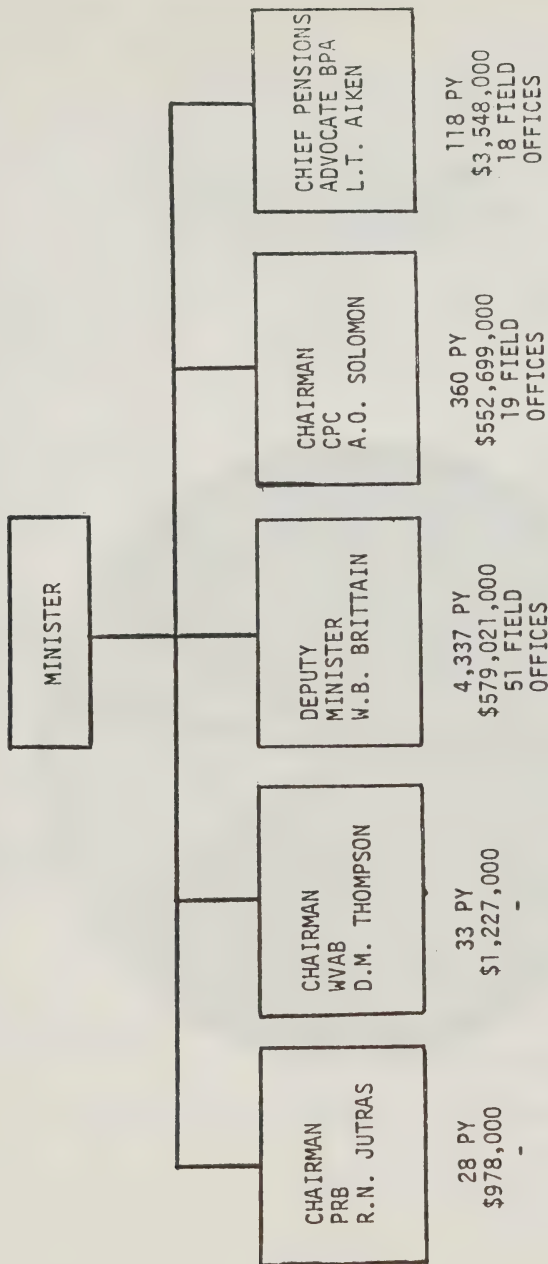 MINISTER
CHAIRMAN
PRB
R.N. JUTRAS
28 PY
$978,000
-
CHAIRMAN
WVAB
D.M. THOMPSON
33 PY
$1,227,000
-
DEPUTY
MINISTER
W.B. BRITTAIN
4,337 PY
$579,021,000
51 FIELD
OFFICES
CHAIRMAN
CPC
A.O. SOLOMON
360 PY
$552,699,000
19 FIELD
OFFICES
CHIEF PENSIONS
ADVOCATE BPA
L.T. AIKEN
118 PY
$3,548,000
18 FIELD
OFFICES